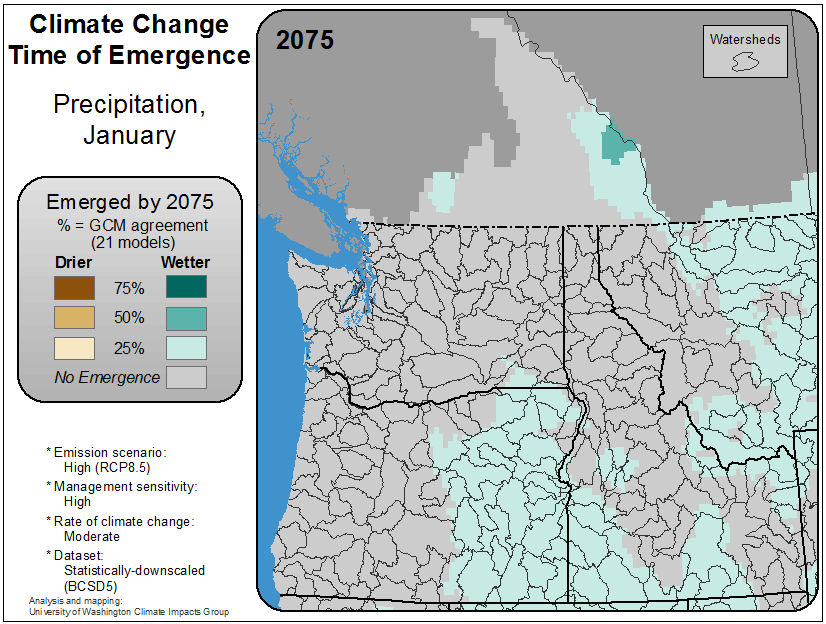 Climate Change
Time of Emergence
Precipitation,
January
Emerged by 2075
% = GCM agreement
(21 models)
Drier Wetter
75%
50%
25%
No Emergence
* Emission scenario:
High (RCP8.5)
* Management sensitivity:
High
* Rate of climate change:
Moderate
* Dataset:
Statistically-downscaled
(BCSD5)
Analysis and mapping:
University of Washington Climate Impacts Group
2075
Watersheds